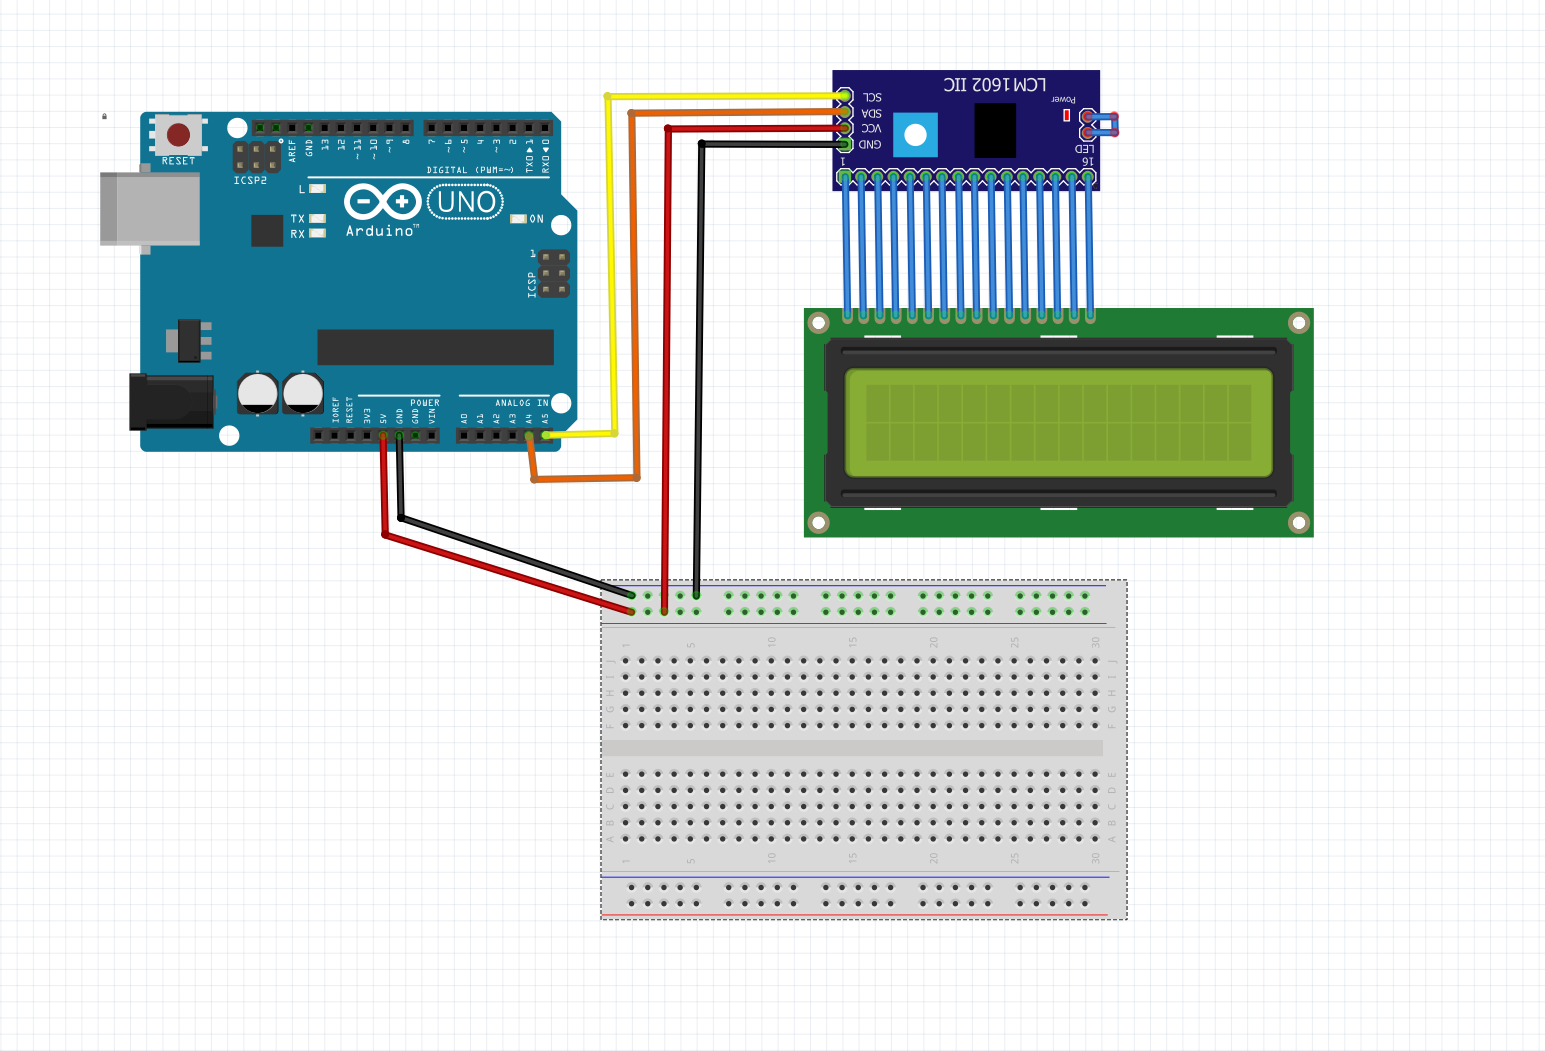 LCM1602 IIC
SCL
SDA
VCC
GND
Power
LED
1
16
RESET
ICSP2
AREF
GND
13
12
~11
~10
~9
8
7
~6
~5
4
~3
2
TX0▶1
RX0◀0
DIGITAL (PWM=~)
L
TX
RX
Arduino™
UNO
ON
1
ICSP
IOREF
RESET
3V3
5V
GND
GND
VIN
POWER
ANALOG IN
A0
A1
A2
A3
A4
A5
1 5 10 15 20 25 30
J J
I I
H H
G G
F F
E E
D D
C C
B B
A A
1 5 10 15 20 25 30